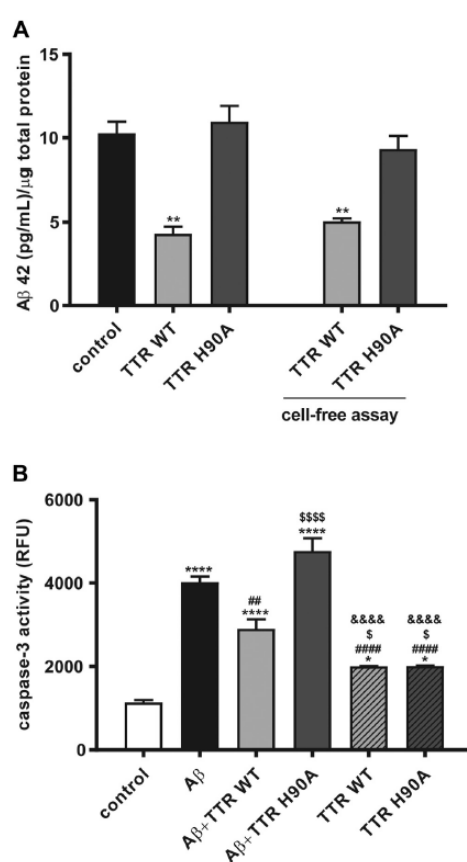 A
Aβ 42 (pg/mL)/μg total protein
15
10
5
0
**
**
control
TTR WT
TTR H90A
TTR WT
TTR H90A
cell-free assay
B
caspase-3 activity (RFU)
6000
4000
2000
0
****
##
****
$$$$
****
&&&&
$
####
*
&&&&
$
####
*
control
Aβ
Aβ+TTR WT
Aβ+TTR H90A
TTR WT
TTR H90A